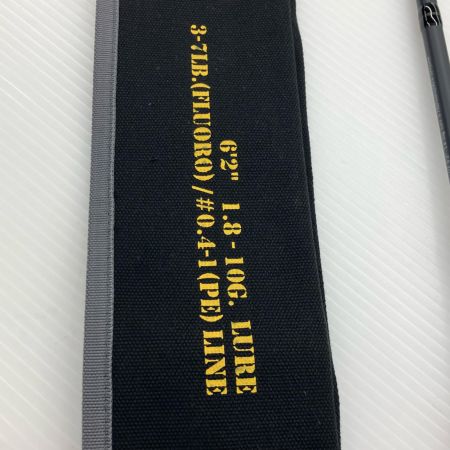 6'2" 1.8-10G. LURE
3-7LB.(FLUORO)/#0.4-1(PE) LINE